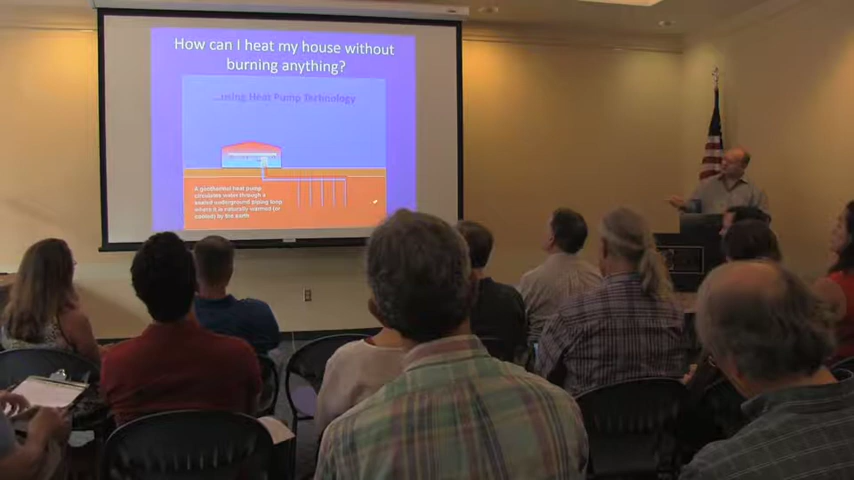 How can I heat my house without
burning anything?
...using Heat Pump Technology
A geothermal heat pump
circulates water through a
sealed underground piping loop
where it is naturally warmed (or
cooled) by the earth